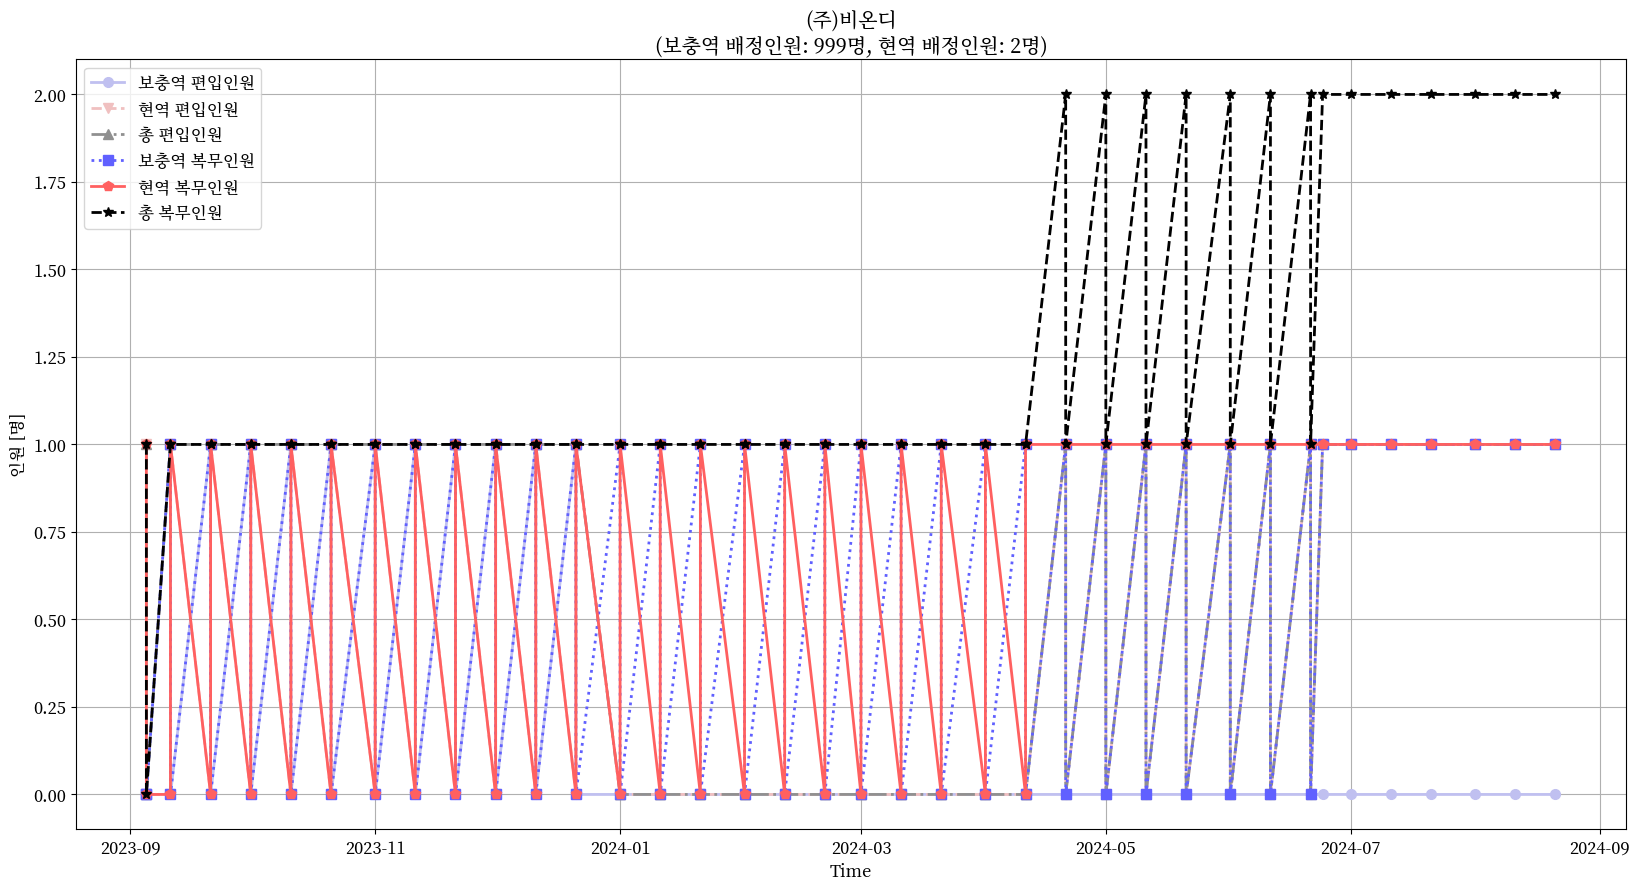 (주)비온디
(보충역 배정인원: 999명, 현역 배정인원: 2명)
보충역 편입인원
현역 편입인원
총 편입인원
보충역 복무인원
현역 복무인원
총 복무인원
인원 [명]
2.00
1.75
1.50
1.25
1.00
0.75
0.50
0.25
0.00
2023-09
2023-11
2024-01
2024-03
2024-05
2024-07
2024-09
Time